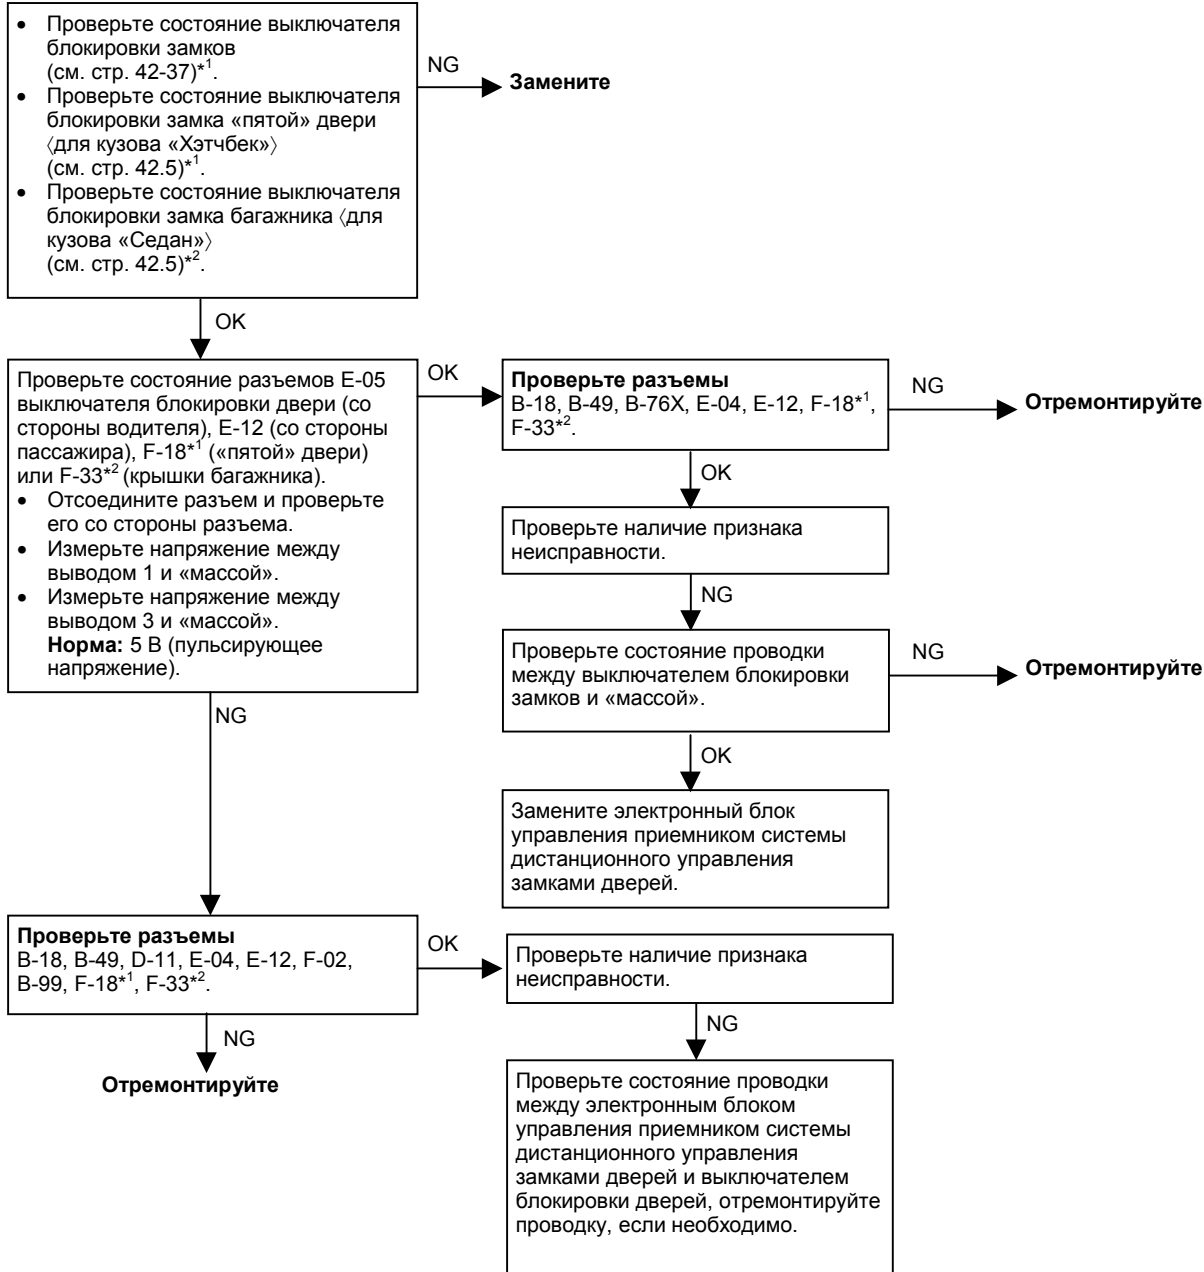 • Проверьте состояние выключателя
блокировки замков
(см. стр. 42-37)*1.
• Проверьте состояние выключателя
блокировки замка «пятой» двери
〈для кузова «Хэтчбек»〉
(см. стр. 42.5)*1.
• Проверьте состояние выключателя
блокировки замка багажника 〈для
кузова «Седан»〉
(см. стр. 42.5)*2.
NG
Замените
OK
Проверьте состояние разъемов E-05
выключателя блокировки двери (со
стороны водителя), E-12 (со стороны
пассажира), F-18*1 («пятой» двери)
или F-33*2 (крышки багажника).
• Отсоедините разъем и проверьте
его со стороны разъема.
• Измерьте напряжение между
выводом 1 и «массой».
• Измерьте напряжение между
выводом 3 и «массой».
Норма: 5 В (пульсирующее
напряжение).
OK
Проверьте разъемы
B-18, B-49, B-76X, E-04, E-12, F-18*1,
F-33*2.
NG
Отремонтируйте
OK
Проверьте наличие признака
неисправности.
NG
Проверьте состояние проводки
между выключателем блокировки
замков и «массой».
NG
Отремонтируйте
OK
Замените электронный блок
управления приемником системы
дистанционного управления
замками дверей.
NG
Проверьте разъемы
B-18, B-49, D-11, E-04, E-12, F-02,
B-99, F-18*1, F-33*2.
OK
Проверьте наличие признака
неисправности.
NG
Отремонтируйте
NG
Проверьте состояние проводки
между электронным блоком
управления приемником системы
дистанционного управления
замками дверей и выключателем
блокировки дверей, отремонтируйте
проводку, если необходимо.